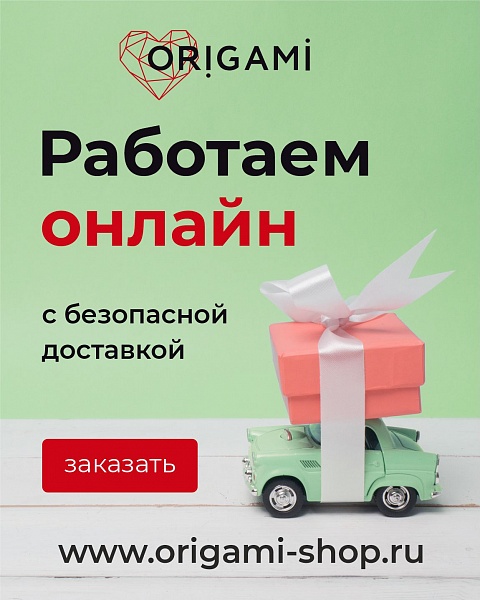 ORIGAMI
Работаем
онлайн
с безопасной
доставкой
заказать
www.origami-shop.ru